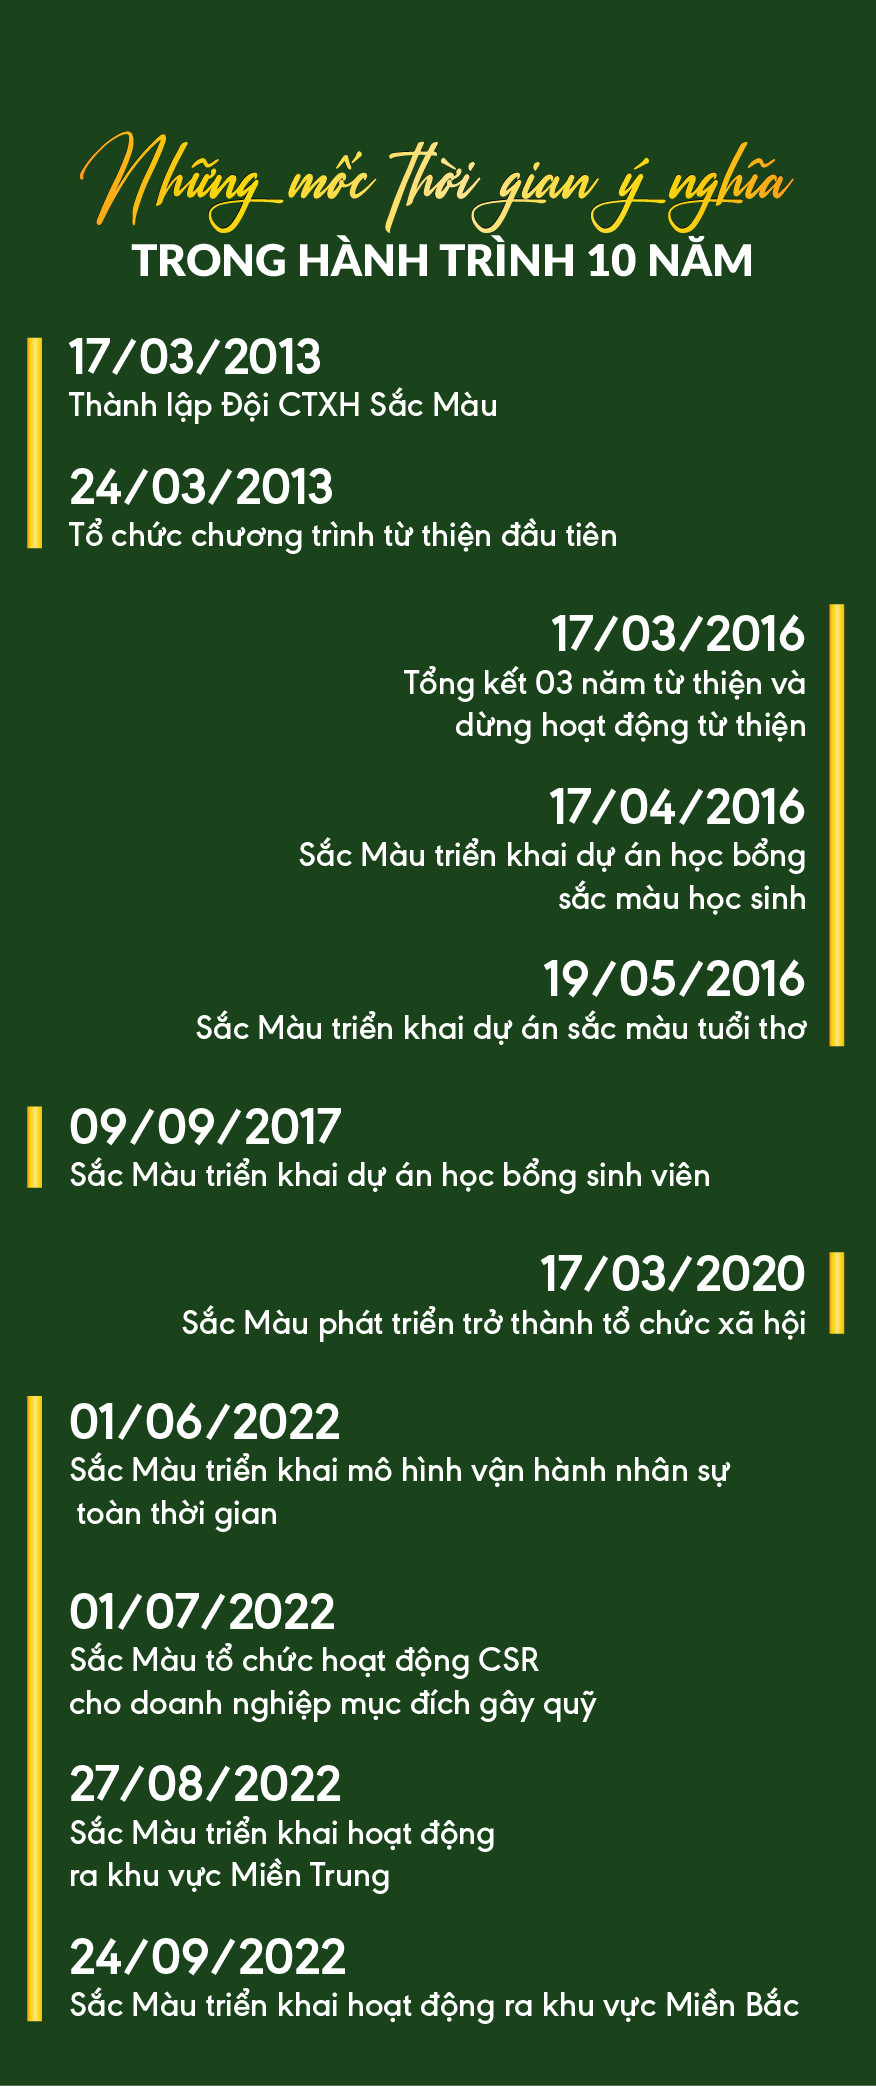 Những mốc thời gian ý nghĩa
TRONG HÀNH TRÌNH 10 NĂM
17/03/2013
Thành lập Đội CTXH Sắc Màu
24/03/2013
Tổ chức chương trình từ thiện đầu tiên
17/03/2016
Tổng kết 03 năm từ thiện và
dừng hoạt động từ thiện
17/04/2016
Sắc Màu triển khai dự án học bổng
sắc màu học sinh
19/05/2016
Sắc Màu triển khai dự án sắc màu tuổi thơ
09/09/2017
Sắc Màu triển khai dự án học bổng sinh viên
17/03/2020
Sắc Màu phát triển trở thành tổ chức xã hội
01/06/2022
Sắc Màu triển khai mô hình vận hành nhân sự
toàn thời gian
01/07/2022
Sắc Màu tổ chức hoạt động CSR
cho doanh nghiệp mục đích gây quỹ
27/08/2022
Sắc Màu triển khai hoạt động
ra khu vực Miền Trung
24/09/2022
Sắc Màu triển khai hoạt động ra khu vực Miền Bắc